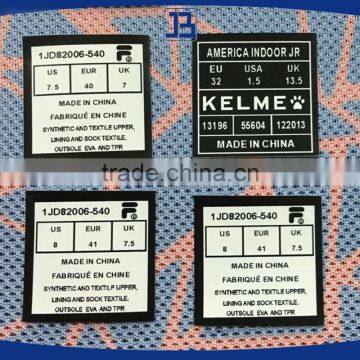 1JD82006-540 F
US EUR UK
7.5 40 7
MADE IN CHINA
FABRIQUÉ EN CHINE
SYNTHETIC AND TEXTILE UPPER,
LINING AND SOCK TEXTILE,
OUTSOLE EVA AND TPR
AMERICA INDOOR JR
EU USA UK
32 1.5 13.5
KELME
13196 55604 122013
MADE IN CHINA
trade.china.cn
1JD82006-540 F
US EUR UK
8 41 7.5
MADE IN CHINA
FABRIQUÉ EN CHINE
SYNTHETIC AND TEXTILF UPPER,
LINING AND SOCK TEXTILE,
OUTSOLE EVA AND TPR
1JD82006-540 F
US EUR UK
8 41 7.5
MADE IN CHINA
FABRIQUÉ EN CHINE
SYNTHETIC AND TEXTILE UPPER,
LINING AND SOCK TEXTILE,
OUTSOLE EVA AND TPR